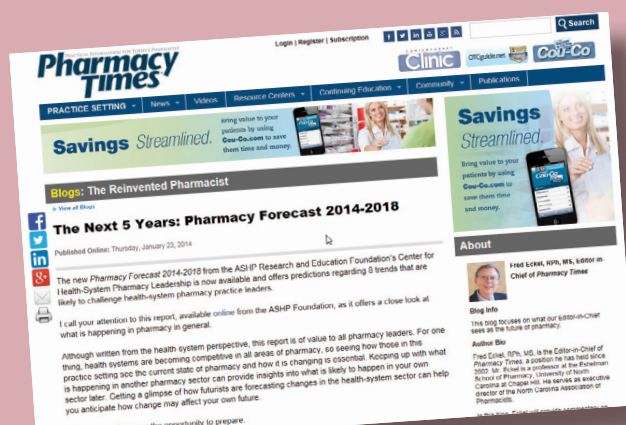 Login | Register | Subscription
Search
PRACTICAL INFORMATION FOR TODAY'S PHARMACIST
Pharmacy
Times
Clinic
OTCguide.net
Cou-Co
PRACTICE SETTING
News
Videos
Resource Centers
Continuing Education
Community
Publications
Savings Streamlined.
Bring value to your
patients by using
Cou-Co.com to save
them time and money.
Savings
Streamlined.
Bring value to your
patients by using
Cou-Co.com to
save them time
and money.
Blogs: The Reinvented Pharmacist
View all Blogs
The Next 5 Years: Pharmacy Forecast 2014-2018
Published Online: Thursday, January 23, 2014
The new Pharmacy Forecast 2014-2018 from the ASHP Research and Education Foundation's Center for
Health-System Pharmacy Leadership is now available and offers predictions regarding 8 trends that are
likely to challenge health-system pharmacy practice leaders.
I call your attention to this report, available online from the ASHP Foundation, as it offers a close look at
what is happening in pharmacy in general.
Although written from the health-system perspective, this report is of value to all pharmacy leaders. For one
thing, health systems are becoming competitive in all areas of pharmacy, so seeing how those in this
practice setting see the current state of pharmacy and how it is changing is essential. Keeping up with what
is happening in another pharmacy sector can provide insights into what is likely to happen in your own
sector later. Getting a glimpse of how futurists are forecasting changes in the health-system sector can help
you anticipate how change may affect your own future.
the opportunity to prepare.
About
Fred Eckel, RPh, MS, Editor in
Chief of Pharmacy Times
Blog Info
This blog focuses on what our Editor-in-Chief
sees as the future of pharmacy.
Author Bio
Fred Eckel, RPh, MS, is the Editor-in-Chief of
Pharmacy Times, a position he has held since
2002. Mr. Eckel is a professor at the Eshelman
School of Pharmacy, University of North
Carolina at Chapel Hill. He serves as executive
director of the North Carolina Association of
Pharmacists.